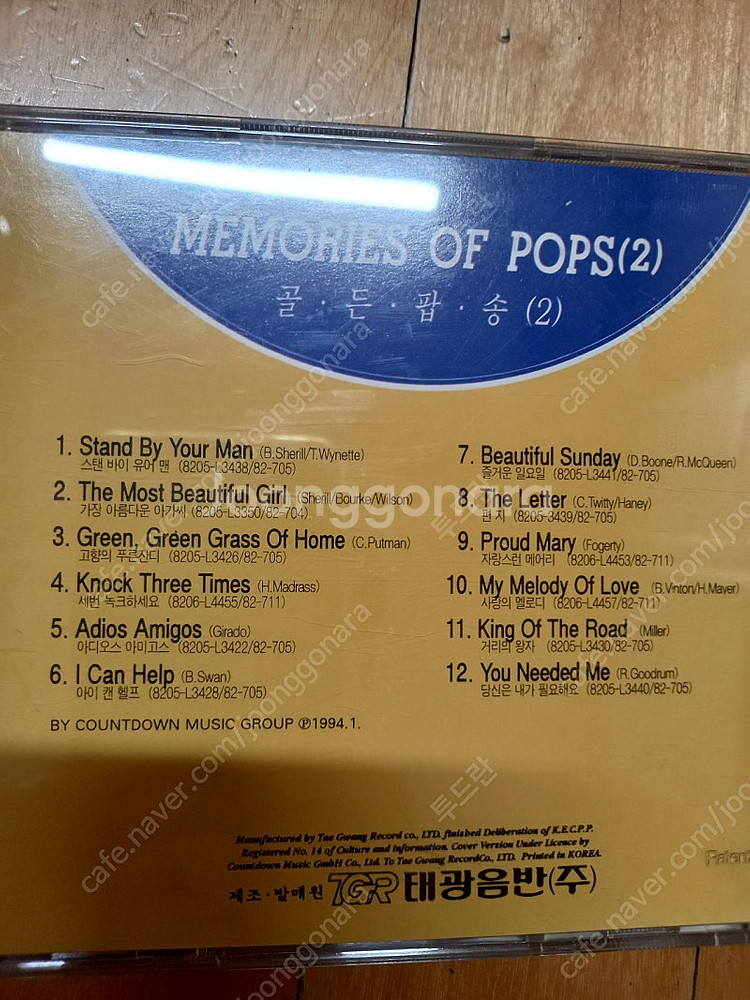 MEMORIES OF POPS(2)
골·든·팝·송(2)
1. Stand By Your Man (B.Sherill/T.Wynette)
스탠 바이 유어 맨 (8205-L3438/82-705)
2. The Most Beautiful Girl (Sherill/Bourke/Wilson)
가장 아름다운 아가씨 (8205-L3350/82-704)
3. Green, Green Grass Of Home (C.Putman)
고향의 푸른잔디 (8205-L3426/82-705)
4. Knock Three Times (H.Madrass)
세번 녹크하세요 (8206-L4455/82-711)
5. Adios Amigos (Girado)
아디오스 아미고스 (8205-L3422/82-705)
6. I Can Help (B.Swan)
아이 캔 헬프 (8205-L3428/82-705)
7. Beautiful Sunday (D.Boone/R.McQueen)
즐거운 일요일 (8205-L3441/82-705)
8. The Letter (C.Twitty/Haney)
편 지 (8205-3439/82-705)
9. Proud Mary (Fogerty)
자랑스런 메어리 (8206-L4453/82-711)
10. My Melody Of Love (B.Vinton/H.Mayer)
사랑의 멜로디 (8206-L4457/82-711)
11. King Of The Road (Miller)
거리의 왕자 (8205-L3430/82-705)
12. You Needed Me (R.Goodrum)
당신은 내가 필요해요 (8205-L3440/82-705)
BY COUNTDOWN MUSIC GROUP ℗1994.1.
Manufactured by Tae Gwang Record co., LTD. finished Deliberation of K.E.C.P.P.
Registered No. 14 of Culture and information. Cover Version Under Licence by
Countdown Music GmbH Co., Ltd. To Tae Gwang RecordCo., LTD. Printed in KOREA.
제조·발매원 TGR 태광음반(주)
joonggonara
cafe.naver.com/joonggonara
투드란